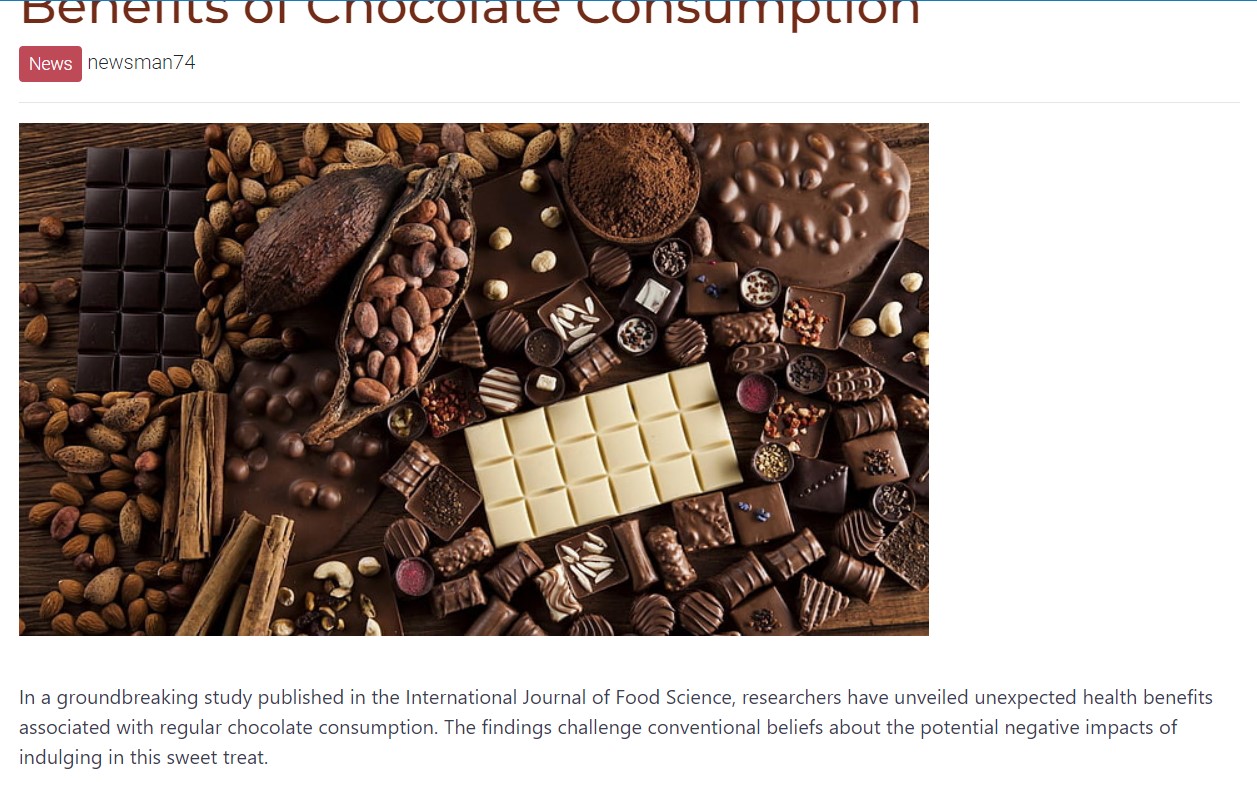 Benefits of Chocolate Consumption
News newsman74
In a groundbreaking study published in the International Journal of Food Science, researchers have unveiled unexpected health benefits
associated with regular chocolate consumption. The findings challenge conventional beliefs about the potential negative impacts of
indulging in this sweet treat.